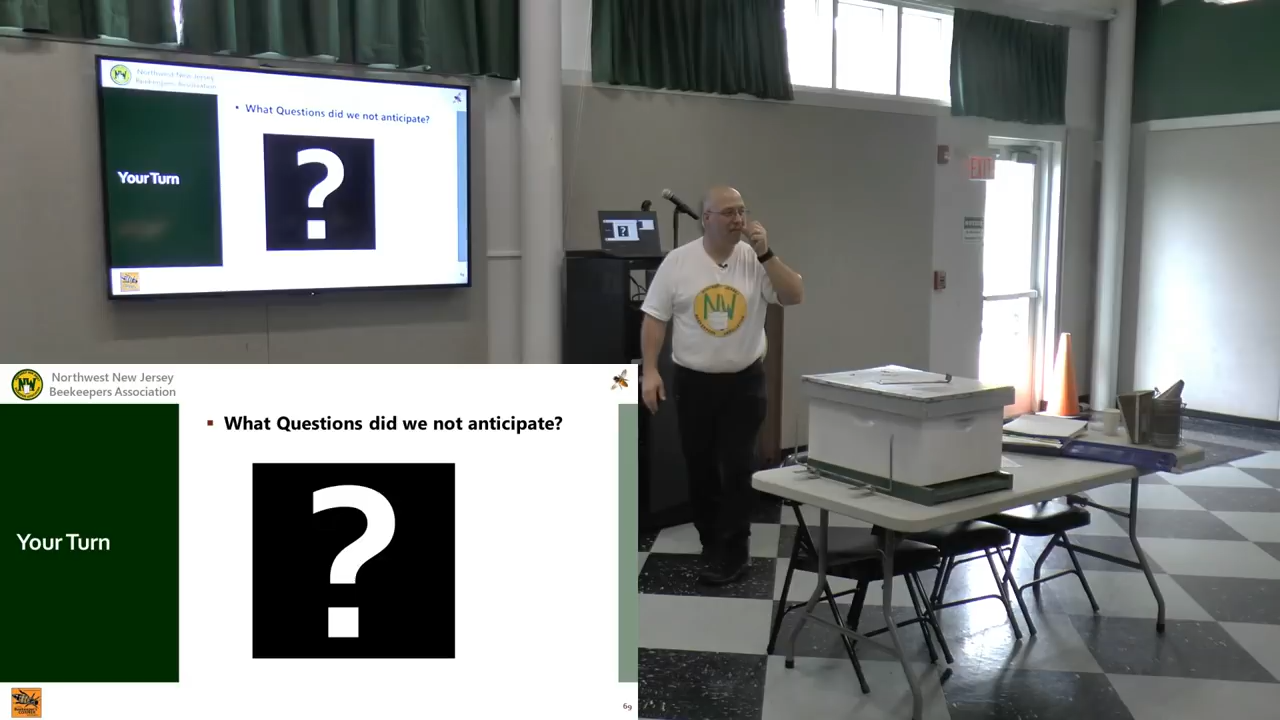 Northwest New Jersey
Beekeepers Association
What Questions did we not anticipate?
Your Turn
?
EXIT
?
NW
Northwest New Jersey
Beekeepers Association
What Questions did we not anticipate?
Your Turn
?
69